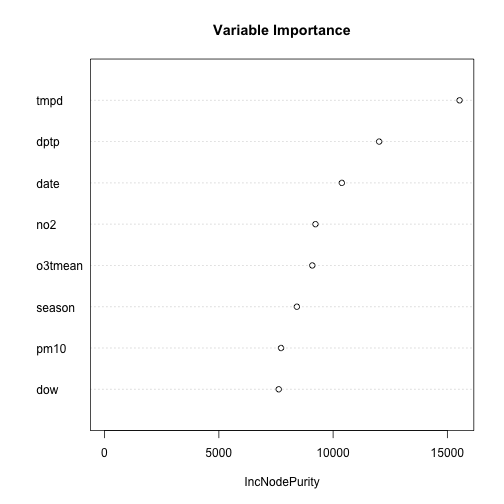 Variable Importance
tmpd
dptp
date
no2
o3tmean
season
pm10
dow
0 5000 10000 15000
IncNodePurity